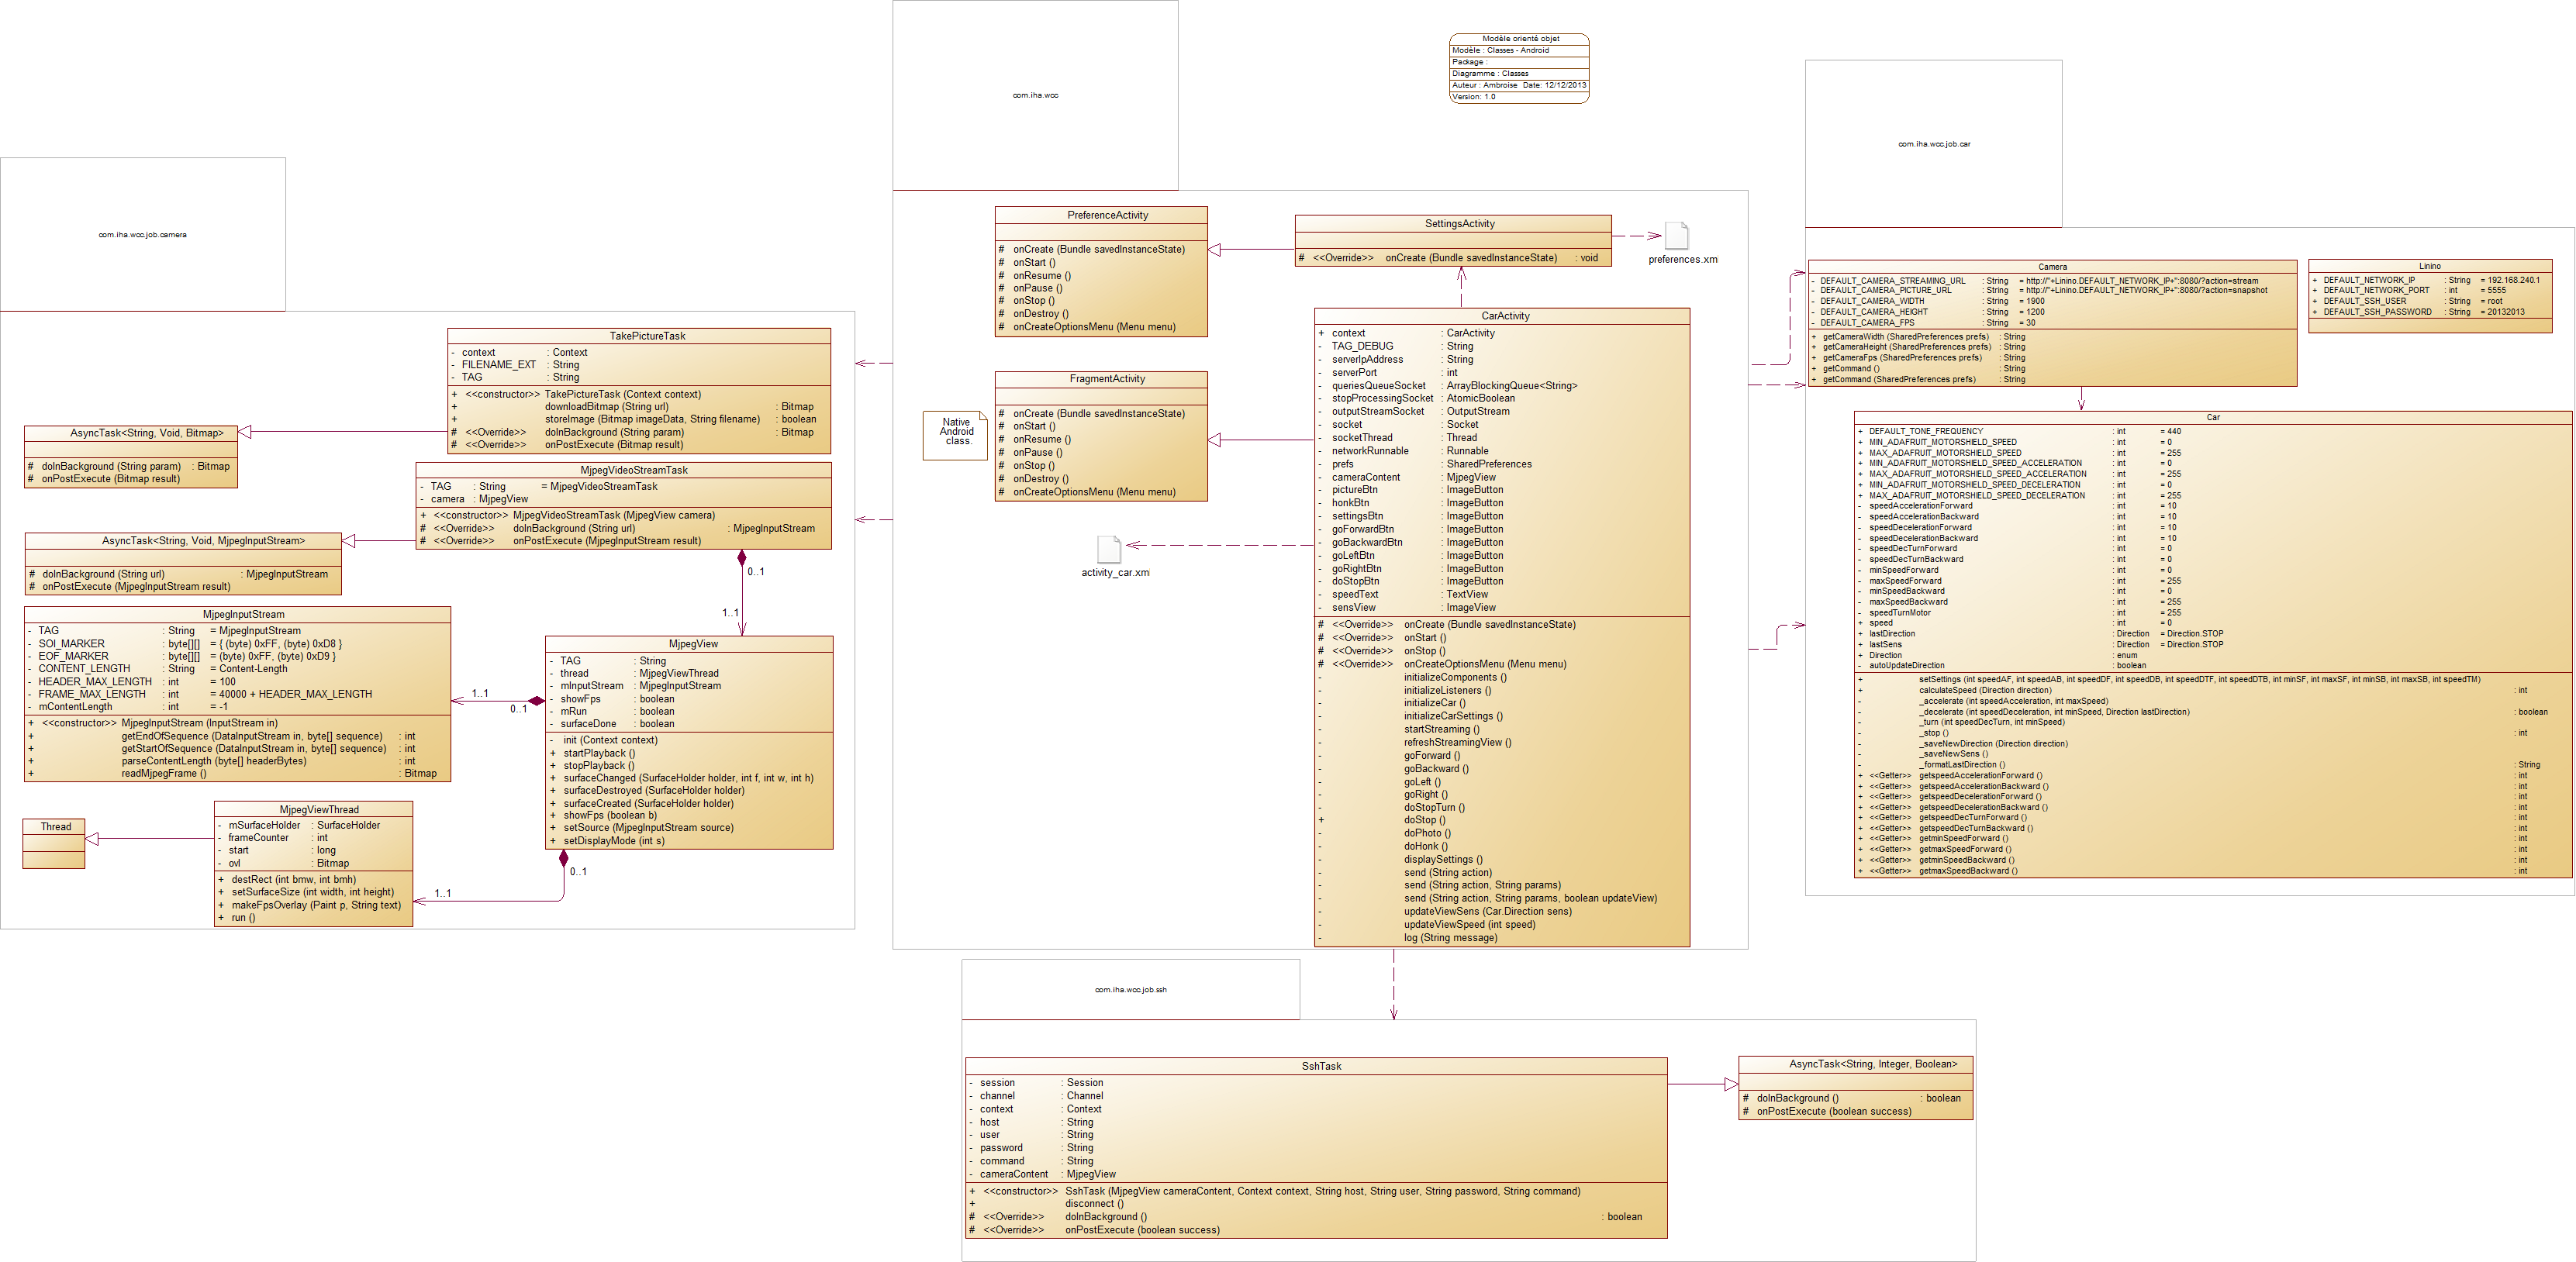 Modèle orienté objet
Modèle : Classes - Android
Package :
Diagramme : Classes
Auteur : Ambroise Date: 12/12/2013
Version: 1.0
com.iha.wcc.job.camera
TakePictureTask
- context : Context
- FILENAME_EXT : String
- TAG : String
+ <<constructor>> TakePictureTask (Context context)
+ downloadBitmap (String url) : Bitmap
+ storeImage (Bitmap imageData, String filename) : boolean
# <<Override>> doInBackground (String param) : Bitmap
# <<Override>> onPostExecute (Bitmap result)
AsyncTask<String, Void, Bitmap>
# doInBackground (String param) : Bitmap
# onPostExecute (Bitmap result)
MjpegVideoStreamTask
- TAG : String = MjpegVideoStreamTask
- camera : MjpegView
+ <<constructor>> MjpegVideoStreamTask (MjpegView camera)
# <<Override>> doInBackground (String url) : MjpegInputStream
# <<Override>> onPostExecute (MjpegInputStream result)
AsyncTask<String, Void, MjpegInputStream>
# doInBackground (String url) : MjpegInputStream
# onPostExecute (MjpegInputStream result)
0..1
1..1
MjpegInputStream
- TAG : String = MjpegInputStream
- SOI_MARKER : byte[][] = { (byte) 0xFF, (byte) 0xD8 }
- EOF_MARKER : byte[][] = (byte) 0xFF, (byte) 0xD9 }
- CONTENT_LENGTH : String = Content-Length
- HEADER_MAX_LENGTH : int = 100
- FRAME_MAX_LENGTH : int = 40000 + HEADER_MAX_LENGTH
- mContentLength : int = -1
+ <<constructor>> MjpegInputStream (InputStream in)
+ getEndOfSequence (DataInputStream in, byte[] sequence) : int
+ getStartOfSequence (DataInputStream in, byte[] sequence) : int
+ parseContentLength (byte[] headerBytes) : int
+ readMjpegFrame () : Bitmap
1..1
0..1
MjpegView
- TAG : String
- thread : MjpegViewThread
- mInputStream : MjpegInputStream
- showFps : boolean
- mRun : boolean
- surfaceDone : boolean
- init (Context context)
+ startPlayback ()
+ stopPlayback ()
+ surfaceChanged (SurfaceHolder holder, int f, int w, int h)
+ surfaceDestroyed (SurfaceHolder holder)
+ surfaceCreated (SurfaceHolder holder)
+ showFps (boolean b)
+ setSource (MjpegInputStream source)
+ setDisplayMode (int s)
0..1
1..1
MjpegViewThread
- mSurfaceHolder : SurfaceHolder
- frameCounter : int
- start : long
- ovl : Bitmap
+ destRect (int bmw, int bmh)
+ setSurfaceSize (int width, int height)
+ makeFpsOverlay (Paint p, String text)
+ run ()
Thread
com.iha.wcc
PreferenceActivity
# onCreate (Bundle savedInstanceState)
# onStart ()
# onResume ()
# onPause ()
# onStop ()
# onDestroy ()
# onCreateOptionsMenu (Menu menu)
SettingsActivity
# <<Override>> onCreate (Bundle savedInstanceState) : void
preferences.xm
FragmentActivity
# onCreate (Bundle savedInstanceState)
# onStart ()
# onResume ()
# onPause ()
# onStop ()
# onDestroy ()
# onCreateOptionsMenu (Menu menu)
Native
Android
class.
activity_car.xm
CarActivity
+ context : CarActivity
- TAG_DEBUG : String
- serverIpAddress : String
- serverPort : int
- queriesQueueSocket : ArrayBlockingQueue<String>
- stopProcessingSocket : AtomicBoolean
- outputStreamSocket : OutputStream
- socket : Socket
- socketThread : Thread
- networkRunnable : Runnable
- prefs : SharedPreferences
- cameraContent : MjpegView
- pictureBtn : ImageButton
- honkBtn : ImageButton
- settingsBtn : ImageButton
- goForwardBtn : ImageButton
- goBackwardBtn : ImageButton
- goLeftBtn : ImageButton
- goRightBtn : ImageButton
- doStopBtn : ImageButton
- speedText : TextView
- sensView : ImageView
# <<Override>> onCreate (Bundle savedInstanceState)
# <<Override>> onStart ()
# <<Override>> onStop ()
# <<Override>> onCreateOptionsMenu (Menu menu)
- initializeComponents ()
- initializeListeners ()
- initializeCar ()
- initializeCarSettings ()
- startStreaming ()
- refreshStreamingView ()
- goForward ()
- goBackward ()
- goLeft ()
- goRight ()
- doStopTurn ()
+ doStop ()
- doPhoto ()
- doHonk ()
- displaySettings ()
- send (String action)
- send (String action, String params)
- send (String action, String params, boolean updateView)
- updateViewSens (Car.Direction sens)
- updateViewSpeed (int speed)
- log (String message)
com.iha.wcc.job.car
Camera
- DEFAULT_CAMERA_STREAMING_URL : String = http://"+Linino.DEFAULT_NETWORK_IP+":8080/?action=stream
- DEFAULT_CAMERA_PICTURE_URL : String = http://"+Linino.DEFAULT_NETWORK_IP+":8080/?action=snapshot
- DEFAULT_CAMERA_WIDTH : String = 1900
- DEFAULT_CAMERA_HEIGHT : String = 1200
- DEFAULT_CAMERA_FPS : String = 30
+ getCameraWidth (SharedPreferences prefs) : String
+ getCameraHeight (SharedPreferences prefs) : String
+ getCameraFps (SharedPreferences prefs) : String
+ getCommand () : String
+ getCommand (SharedPreferences prefs) : String
Linino
+ DEFAULT_NETWORK_IP : String = 192.168.240.1
+ DEFAULT_NETWORK_PORT : int = 5555
+ DEFAULT_SSH_USER : String = root
+ DEFAULT_SSH_PASSWORD : String = 20132013
Car
+ DEFAULT_TONE_FREQUENCY : int = 440
+ MIN_ADAFRUIT_MOTORSHIELD_SPEED : int = 0
+ MAX_ADAFRUIT_MOTORSHIELD_SPEED : int = 255
+ MIN_ADAFRUIT_MOTORSHIELD_SPEED_ACCELERATION : int = 0
+ MAX_ADAFRUIT_MOTORSHIELD_SPEED_ACCELERATION : int = 255
+ MIN_ADAFRUIT_MOTORSHIELD_SPEED_DECELERATION : int = 0
+ MAX_ADAFRUIT_MOTORSHIELD_SPEED_DECELERATION : int = 255
- speedAccelerationForward : int = 10
- speedAccelerationBackward : int = 10
- speedDecelerationForward : int = 10
- speedDecelerationBackward : int = 10
- speedDecTurnForward : int = 0
- speedDecTurnBackward : int = 0
- minSpeedForward : int = 0
- maxSpeedForward : int = 255
- minSpeedBackward : int = 0
- maxSpeedBackward : int = 255
- speedTurnMotor : int = 255
+ speed : int = 0
+ lastDirection : Direction = Direction.STOP
+ lastSens : Direction = Direction.STOP
+ Direction : enum
- autoUpdateDirection : boolean
+ setSettings (int speedAF, int speedAB, int speedDF, int speedDB, int speedDTF, int speedDTB, int minSF, int maxSF, int minSB, int maxSB, int speedTM)
+ calculateSpeed (Direction direction) : int
- _accelerate (int speedAcceleration, int maxSpeed)
- _decelerate (int speedDeceleration, int minSpeed, Direction lastDirection) : boolean
- _turn (int speedDecTurn, int minSpeed)
- _stop () : int
- _saveNewDirection (Direction direction)
- _saveNewSens ()
- _formatLastDirection () : String
+ <<Getter>> getspeedAccelerationForward () : int
+ <<Getter>> getspeedAccelerationBackward () : int
+ <<Getter>> getspeedDecelerationForward () : int
+ <<Getter>> getspeedDecelerationBackward () : int
+ <<Getter>> getspeedDecTurnForward () : int
+ <<Getter>> getspeedDecTurnBackward () : int
+ <<Getter>> getminSpeedForward () : int
+ <<Getter>> getmaxSpeedForward () : int
+ <<Getter>> getminSpeedBackward () : int
+ <<Getter>> getmaxSpeedBackward () : int
com.iha.wcc.job.ssh
SshTask
- session : Session
- channel : Channel
- context : Context
- host : String
- user : String
- password : String
- command : String
- cameraContent : MjpegView
+ <<constructor>> SshTask (MjpegView cameraContent, Context context, String host, String user, String password, String command)
+ disconnect ()
# <<Override>> doInBackground () : boolean
# <<Override>> onPostExecute (boolean success)
AsyncTask<String, Integer, Boolean>
# doInBackground () : boolean
# onPostExecute (boolean success)